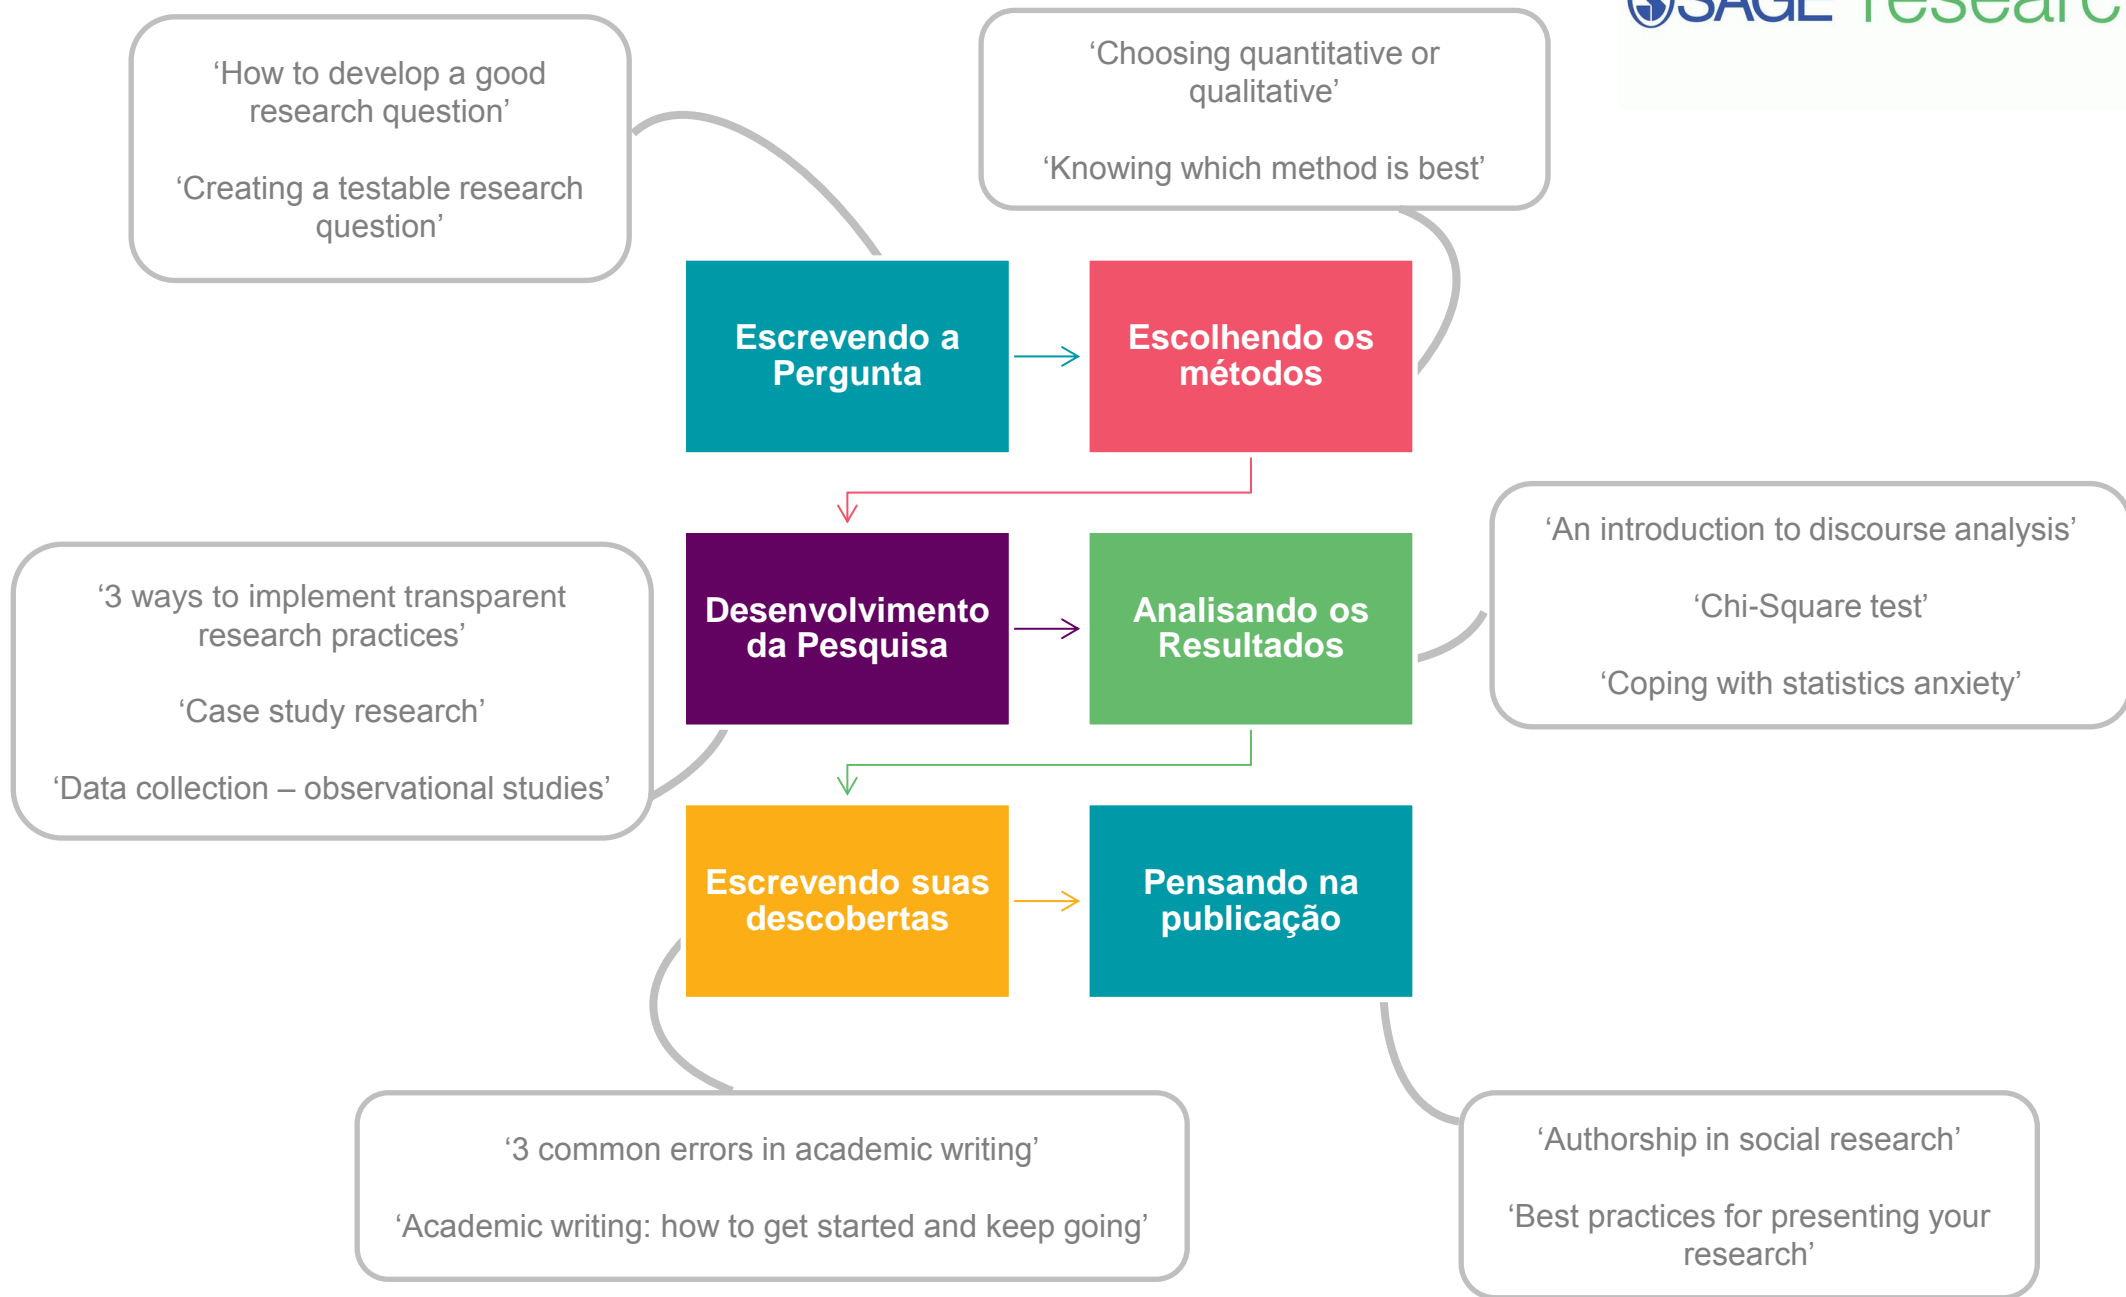 SAGE research
‘How to develop a good
research question’
‘Creating a testable research
question’
‘Choosing quantitative or
qualitative’
‘Knowing which method is best’
Escrevendo a
Pergunta
Escolhendo os
métodos
‘3 ways to implement transparent
research practices’
‘Case study research’
‘Data collection – observational studies’
Desenvolvimento
da Pesquisa
Analisando os
Resultados
‘An introduction to discourse analysis’
‘Chi-Square test’
‘Coping with statistics anxiety’
Escrevendo suas
descobertas
Pensando na
publicação
‘3 common errors in academic writing’
‘Academic writing: how to get started and keep going’
‘Authorship in social research’
‘Best practices for presenting your
research’